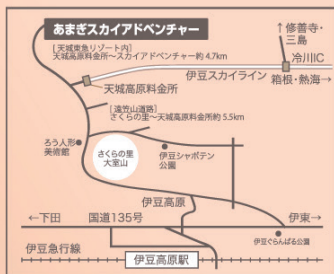 あまぎスカイアドベンチャー
[天城東急リゾート内]
天城高原料金所～スカイアドベンチャー約4.7km
↑修善寺・
三島
冷川IC
伊豆スカイライン
箱根・熱海→
天城高原料金所
[遠笠山道路]
さくらの里～天城高原料金所約5.5km
ろう人形
美術館
さくらの里
大室山
伊豆シャボテン
公園
伊豆高原
←下田
国道135号
伊東→
伊豆ぐらんぱる公園
伊豆急行線
伊豆高原駅